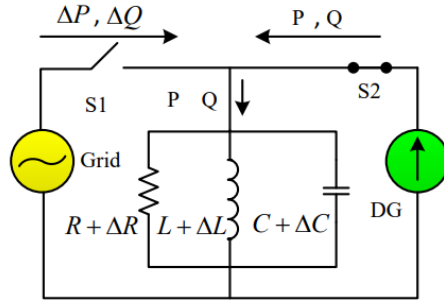 ΔP, ΔQ
P , Q
S1
P Q
S2
Grid
DG
R + ΔR L + ΔL C + ΔC